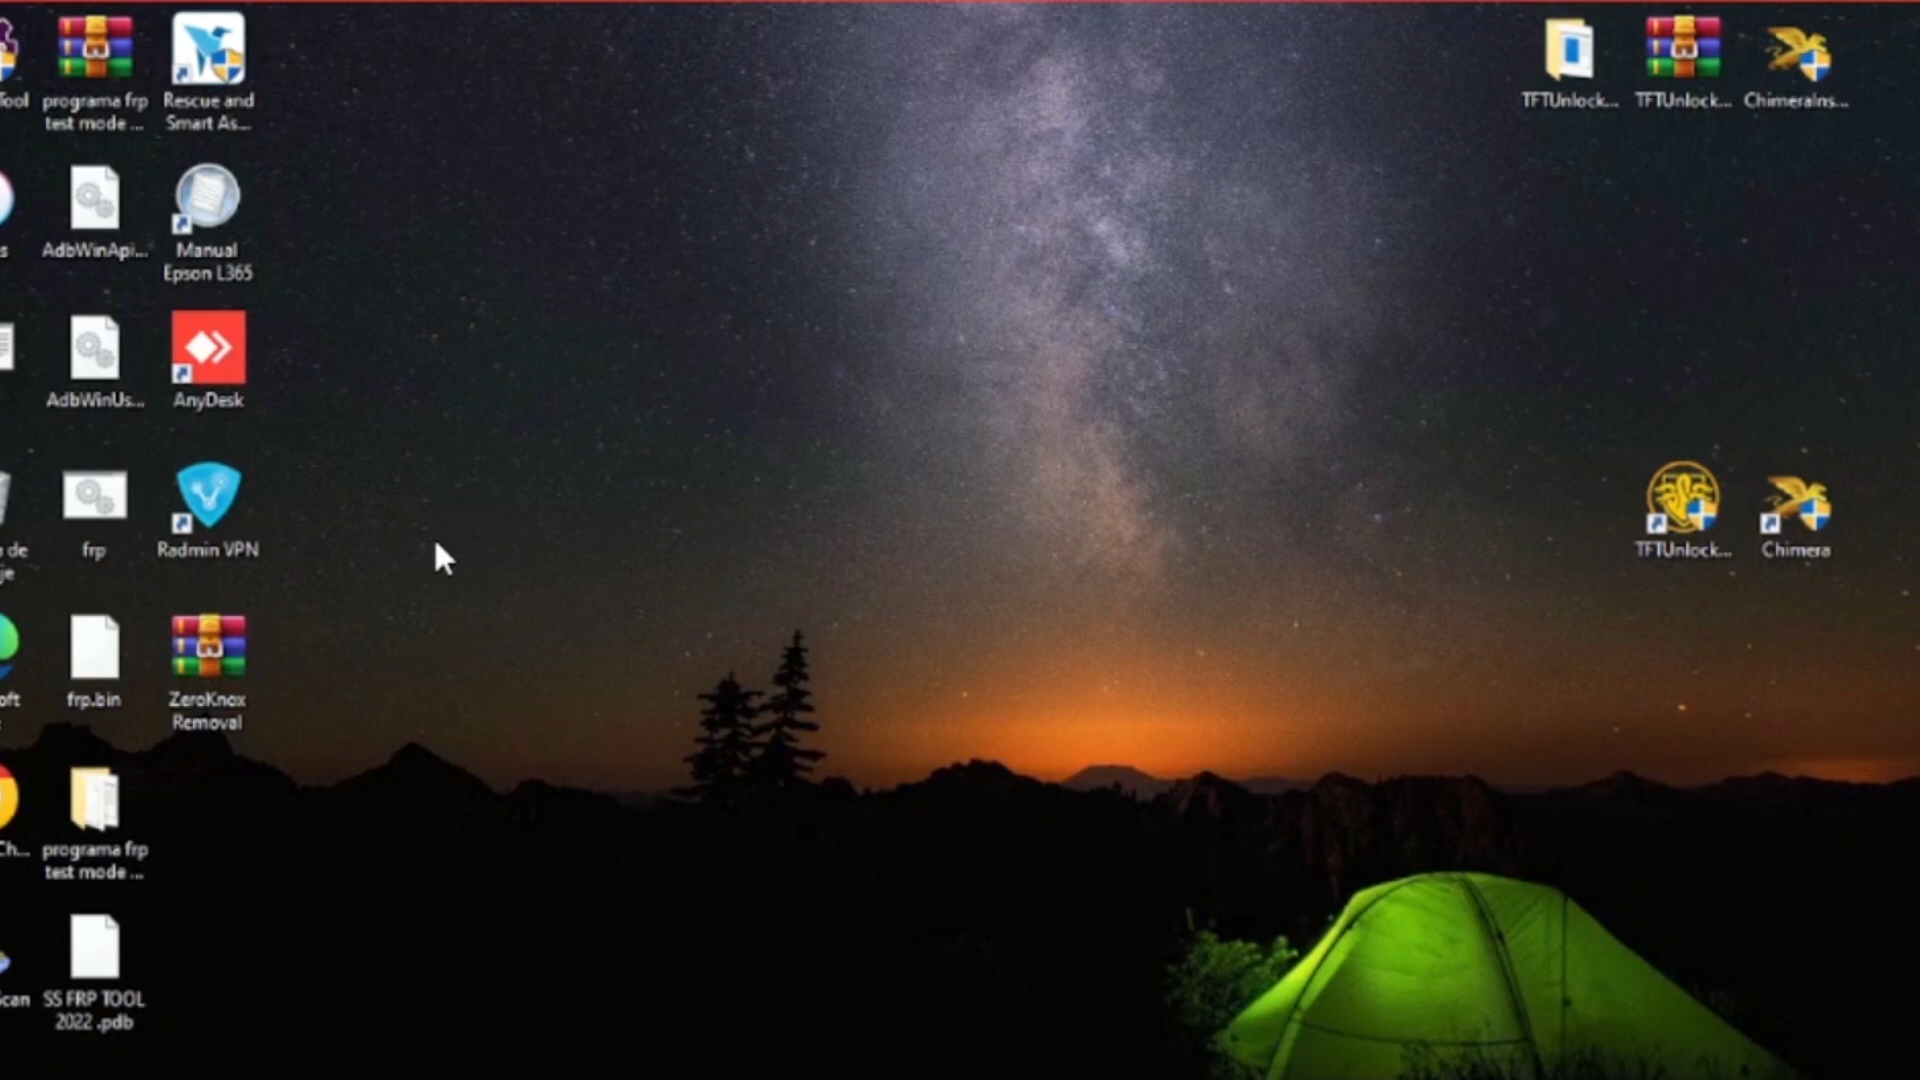 Tool
programa frp
test mode ...
Rescue and
Smart As...
TFTUnlock...
TFTUnlock...
ChimeraIns...
s
AdbWinApi...
Manual
Epson L365
AdbWinUs...
AnyDesk
de
je
frp
Radmin VPN
TFTUnlock...
Chimera
oft
frp.bin
ZeroKnox
Removal
Ch...
programa frp
test mode ...
Scan
SS FRP TOOL
2022 .pdb